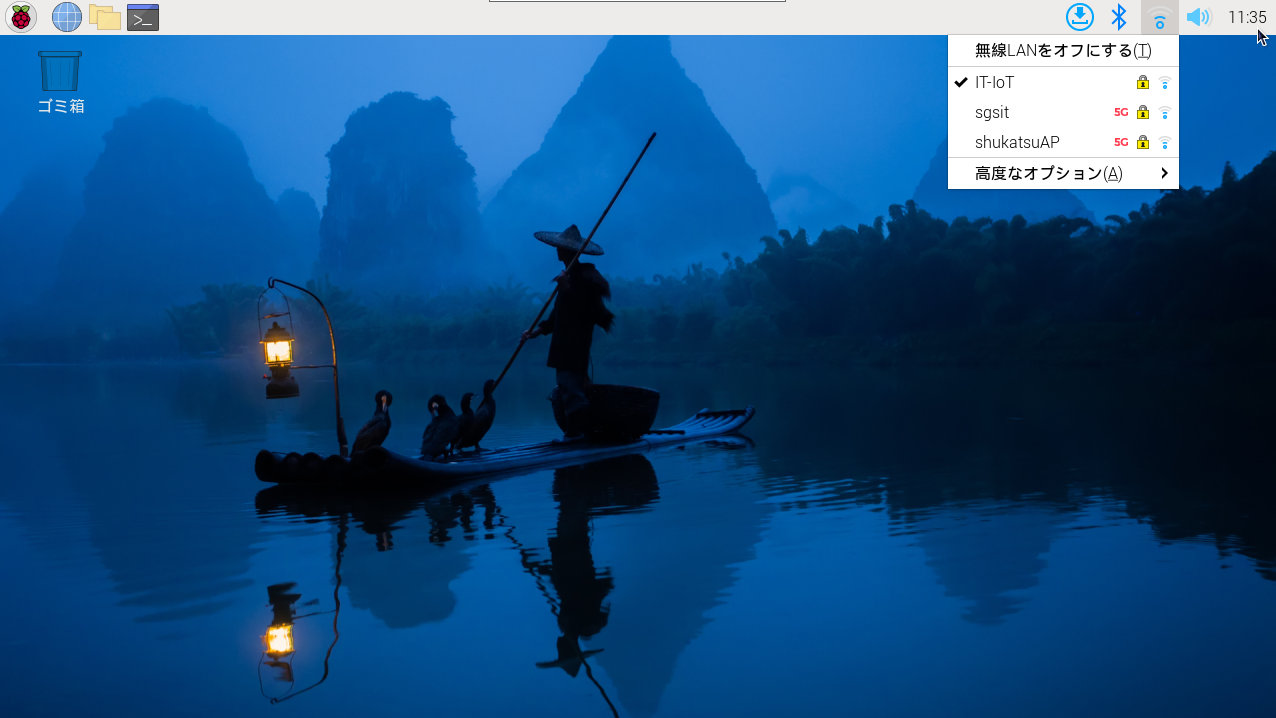 11:35
ゴミ箱
無線LANをオフにする(T)
IT-IoT
sgsit 5G
shukatsuAP 5G
高度なオプション(A)